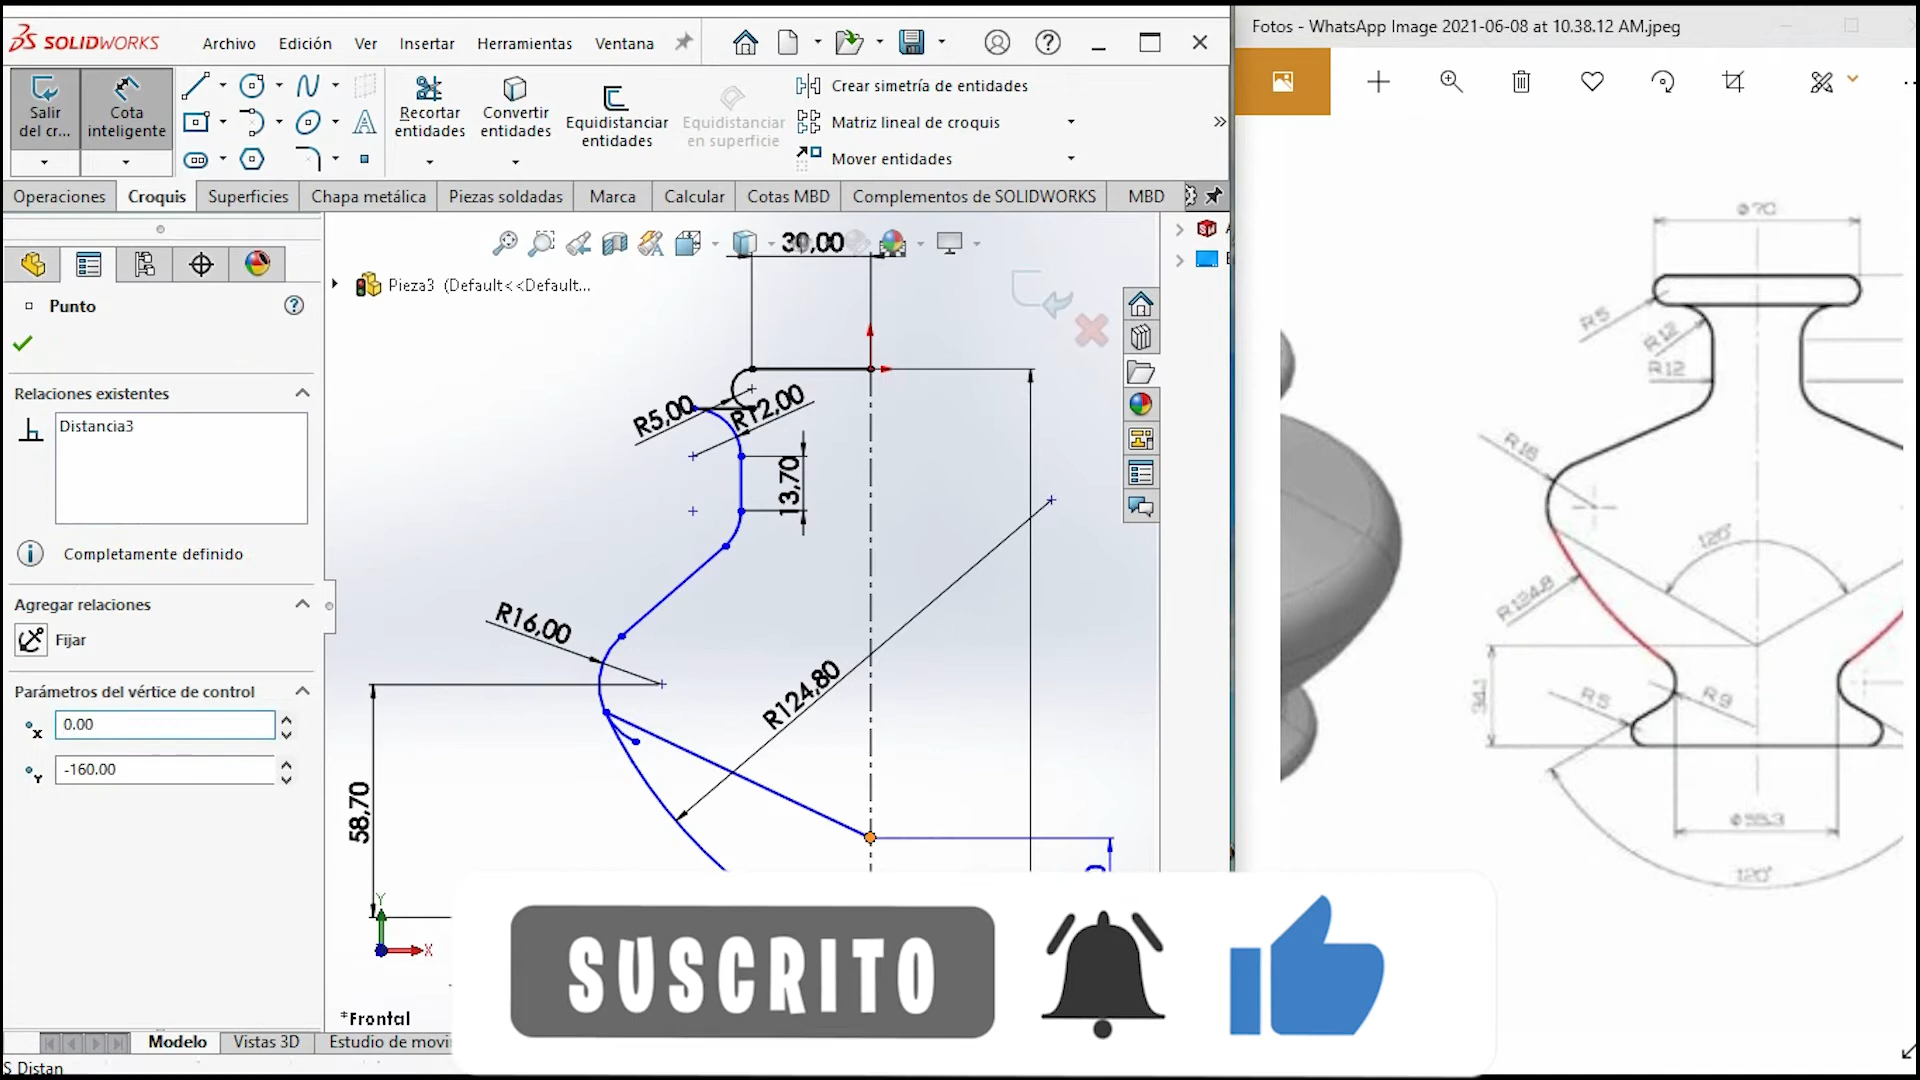 SOLIDWORKS
Archivo Edición Ver Insertar Herramientas Ventana
Fotos - WhatsApp Image 2021-06-08 at 10.38.12 AM.jpeg
Salir del cr...
Cota inteligente
Recortar entidades
Convertir entidades
Equidistanciar entidades
Equidistanciar en superficie
Crear simetría de entidades
Matriz lineal de croquis
Mover entidades
Operaciones Croquis Superficies Chapa metálica Piezas soldadas Marca Calcular Cotas MBD Complementos de SOLIDWORKS MBD
Pieza3 (Default<<Default...
Punto
Relaciones existentes
Distancia3
Completamente definido
Agregar relaciones
Fijar
Parámetros del vértice de control
X 0.00
Y -160.00
30,00
R5,00
R12,00
13,70
R16,00
R124,80
58,70
Y
X
*Frontal
Modelo Vistas 3D Estudio de movi
S Distan
SUSCRITO
Ø70
R5
R12
R12
R16
120°
R124.8
34.1
R5
R9
Ø55.3
120°